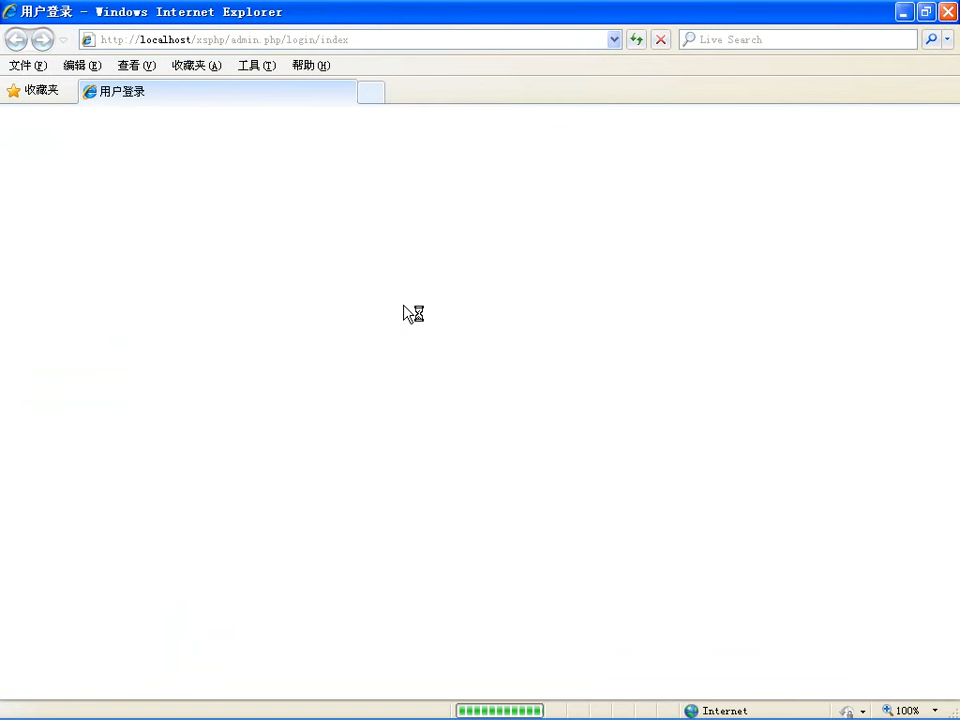 用户登录 - Windows Internet Explorer
http://localhost/xsphp/admin.php/login/index
Live Search
文件(F) 编辑(E) 查看(V) 收藏夹(A) 工具(T) 帮助(H)
收藏夹 用户登录
Internet 100%